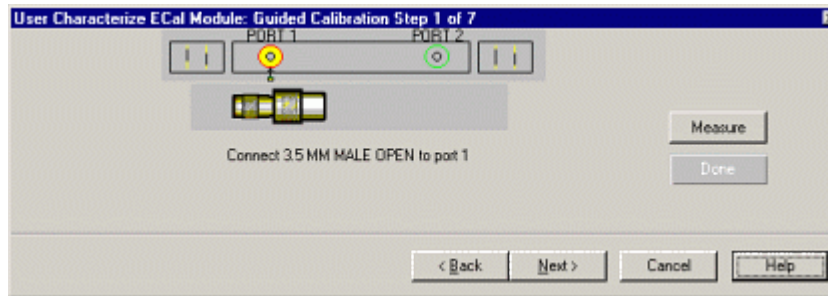 User Characterize ECal Module: Guided Calibration Step 1 of 7
PORT 1 PORT 2
Connect 3.5 MM MALE OPEN to port 1
Measure
Done
< Back Next > Cancel Help